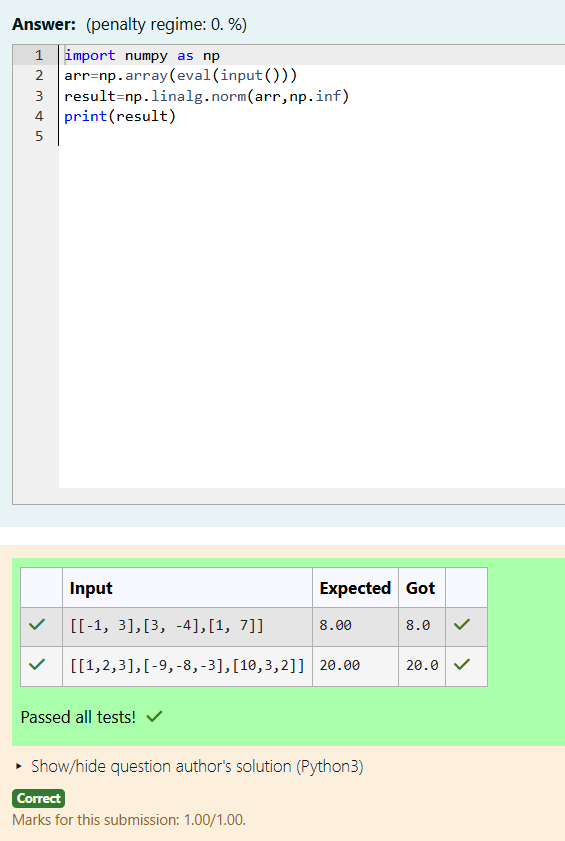 Answer: (penalty regime: 0. %)
1 import numpy as np
2 arr=np.array(eval(input()))
3 result=np.linalg.norm(arr,np.inf)
4 print(result)
5
Input Expected Got
[[-1, 3],[3, -4],[1, 7]] 8.00 8.0
[[1,2,3],[-9,-8,-3],[10,3,2]] 20.00 20.0
Passed all tests!
Show/hide question author's solution (Python3)
Correct
Marks for this submission: 1.00/1.00.